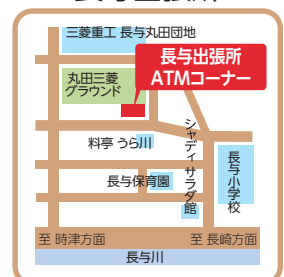 長与出張所
三菱重工 長与丸田団地
長与出張所
ATMコーナー
丸田三菱
グラウンド
料亭 うら川
シャディ サラダ館
長与保育園
長与小学校
至 時津方面
至 長崎方面
長与川